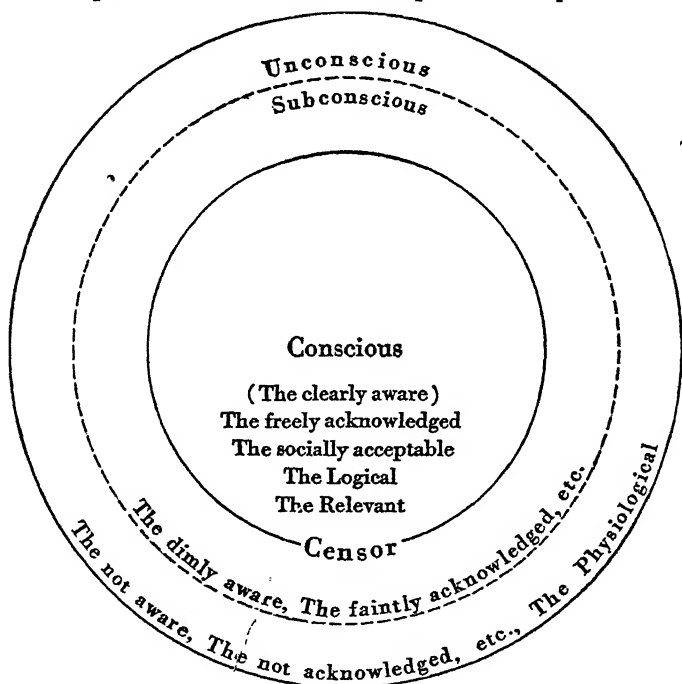 Unconscious
Subconscious
Conscious
(The clearly aware)
The freely acknowledged
The socially acceptable
The Logical
The Relevant
Censor
The dimly aware, The faintly acknowledged, etc.
The not aware, The not acknowledged, etc., The Physiological